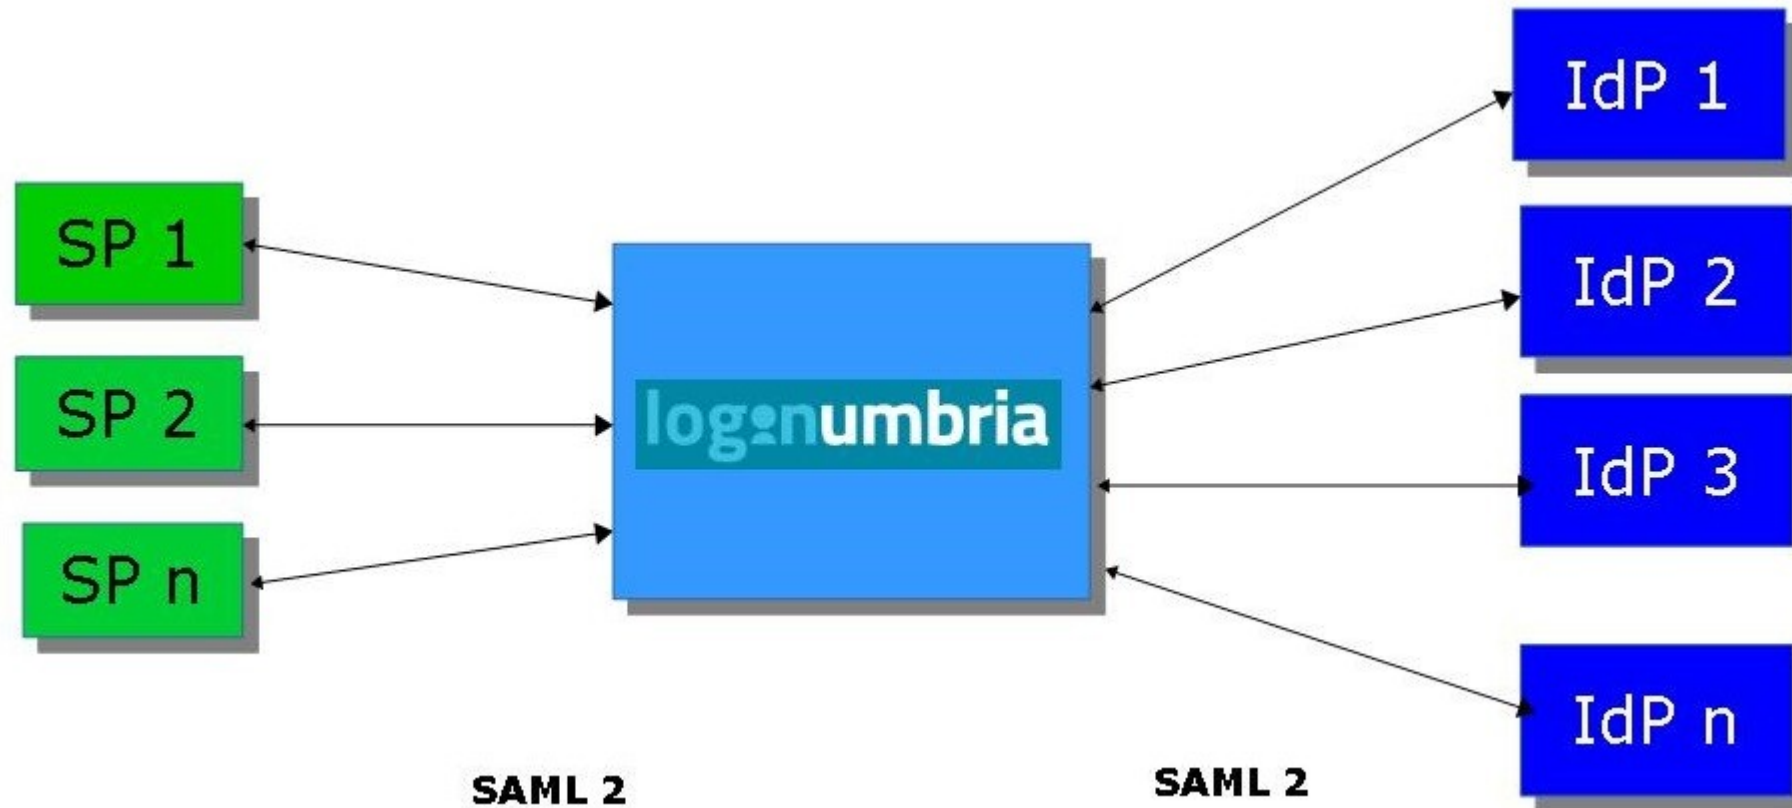 SP 1
SP 2
SP n
loginumbria
IdP 1
IdP 2
IdP 3
IdP n
SAML 2
SAML 2